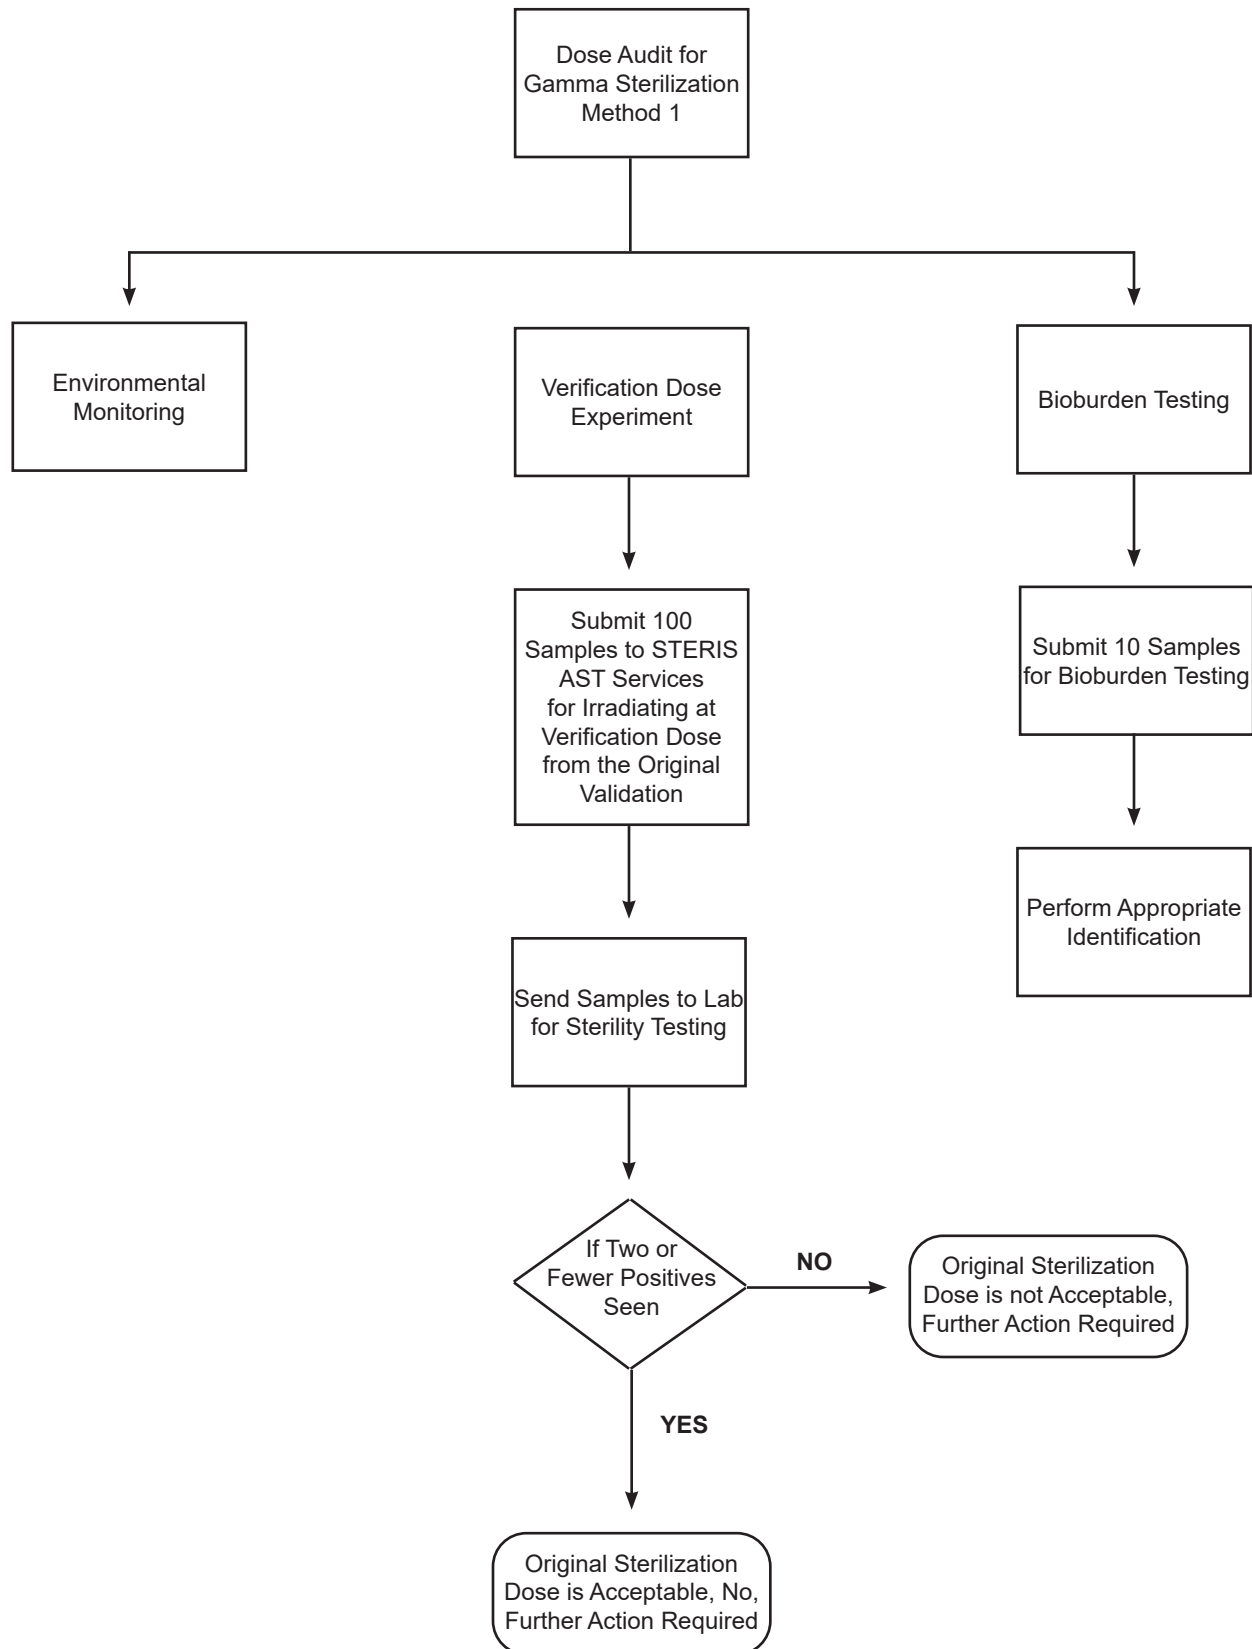 Dose Audit for
Gamma Sterilization
Method 1
Environmental
Monitoring
Verification Dose
Experiment
Bioburden Testing
Submit 100
Samples to STERIS
AST Services
for Irradiating at
Verification Dose
from the Original
Validation
Submit 10 Samples
for Bioburden Testing
Perform Appropriate
Identification
Send Samples to Lab
for Sterility Testing
If Two or
Fewer Positives
Seen
NO
Original Sterilization
Dose is not Acceptable,
Further Action Required
YES
Original Sterilization
Dose is Acceptable, No,
Further Action Required